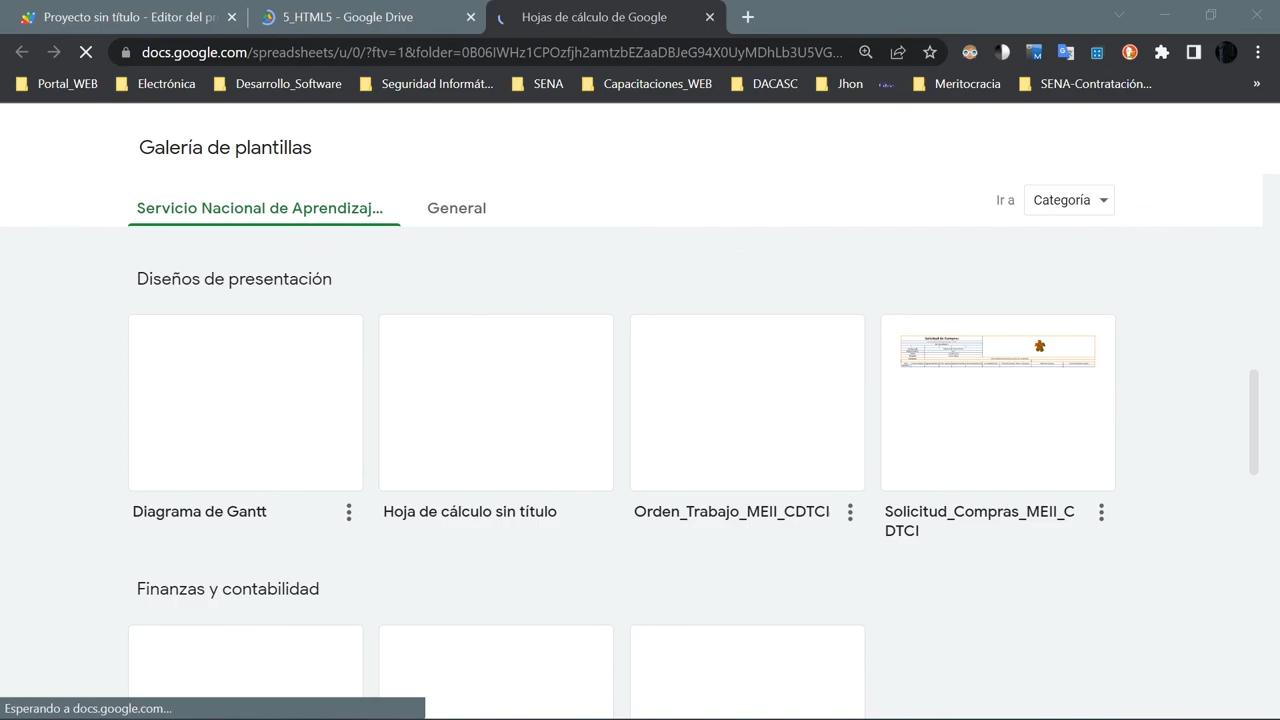 Proyecto sin título - Editor del pr
5_HTML5 - Google Drive
Hojas de cálculo de Google
docs.google.com/spreadsheets/u/0/?ftv=1&folder=0B06IWHz1CPOzfjh2amtzbEZaaDBJeG94X0UyMDhLb3U5VG...
Portal_WEB
Electrónica
Desarrollo_Software
Seguridad Informát...
SENA
Capacitaciones_WEB
DACASC
Jhon
Meritocracia
SENA-Contratación...
»
Galería de plantillas
Servicio Nacional de Aprendizaj...
General
Ir a
Categoría
Diseños de presentación
Solicitud de Compras
Diagrama de Gantt
Hoja de cálculo sin título
Orden_Trabajo_MEII_CDTCI
Solicitud_Compras_MEII_C
DTCI
Finanzas y contabilidad
Esperando a docs.google.com...